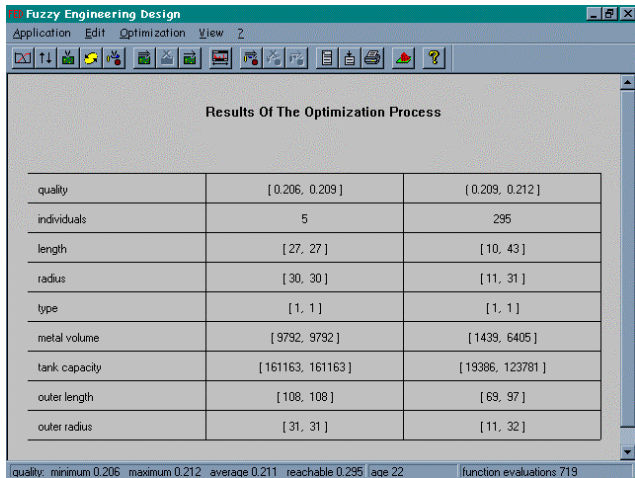 Fuzzy Engineering Design
Application Edit Optimization View ?
Results Of The Optimization Process
quality [ 0.206, 0.209 ] ( 0.209, 0.212 ]
individuals 5 295
length [ 27, 27 ] [ 10, 43 ]
radius [ 30, 30 ] [ 11, 31 ]
type [ 1, 1 ] [ 1, 1 ]
metal volume [ 9792, 9792 ] [ 1439, 6405 ]
tank capacity [ 161163, 161163 ] [ 19386, 123781 ]
outer length [ 108, 108 ] [ 69, 97 ]
outer radius [ 31, 31 ] [ 11, 32 ]
quality: minimum 0.206 maximum 0.212 average 0.211 reachable 0.295 age 22 function evaluations 719